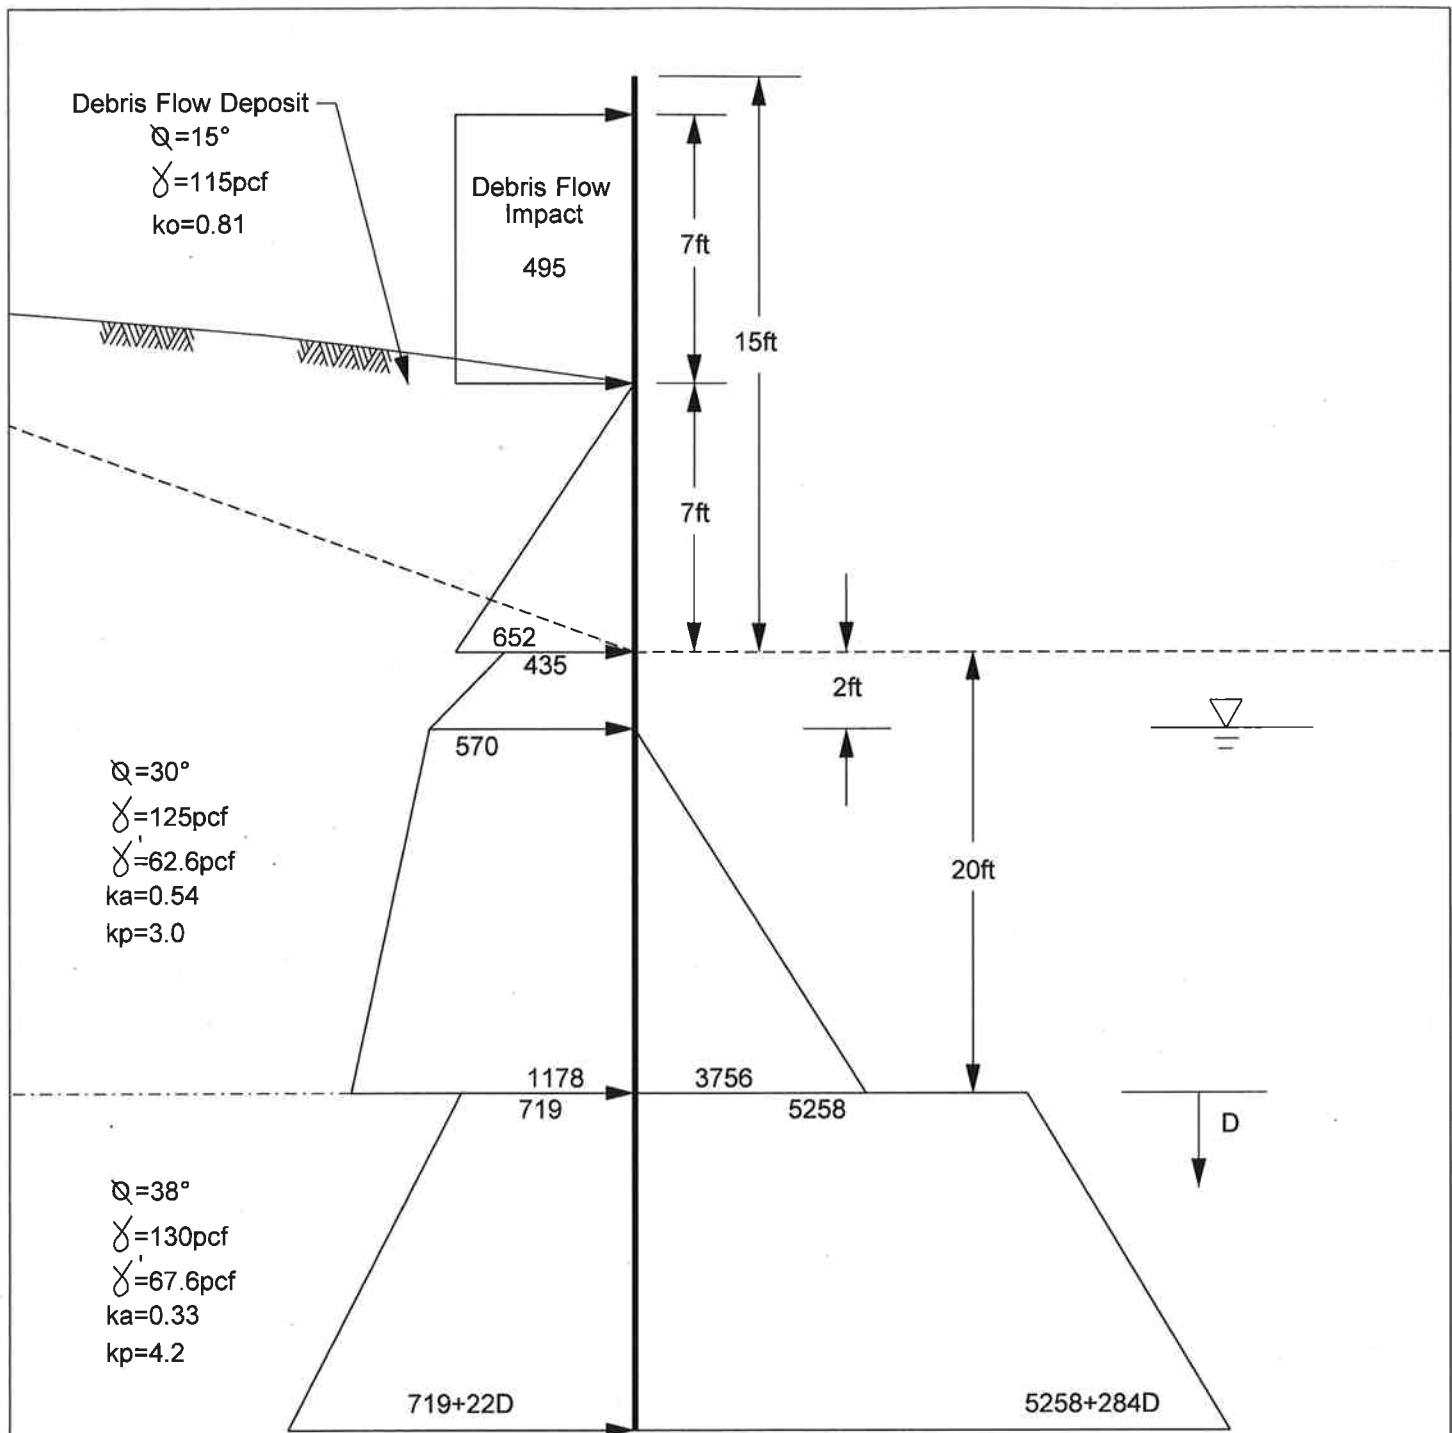 Debris Flow Deposit
Ø=15°
γ=115pcf
ko=0.81
Debris Flow
Impact
495
7ft
15ft
7ft
652
435
2ft
570
Ø=30°
γ=125pcf
γ'=62.6pcf
ka=0.54
kp=3.0
20ft
1178
3756
719
5258
D
Ø=38°
γ=130pcf
γ'=67.6pcf
ka=0.33
kp=4.2
719+22D
5258+284D